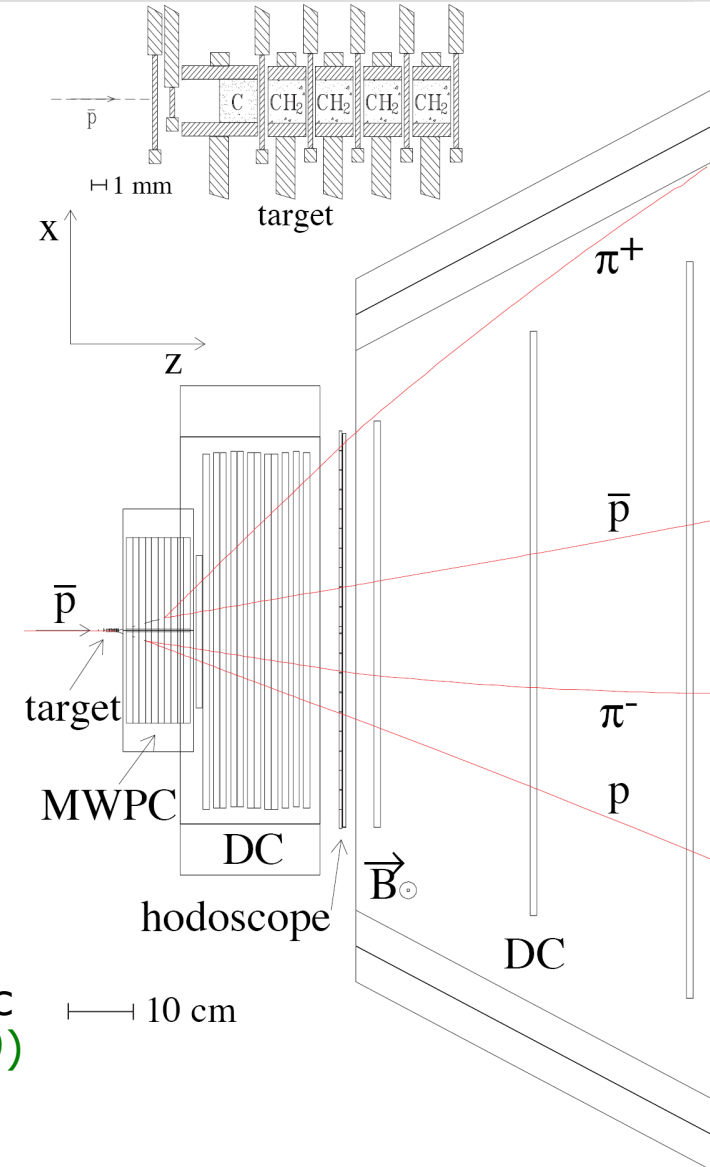 C CH₂ CH₂ CH₂ CH₂
p̄
1 mm
target
x
z
π⁺
p̄
p̄
target
π⁻
MWPC
p
DC
B⃗⊙
hodoscope
DC
c
10 cm
)